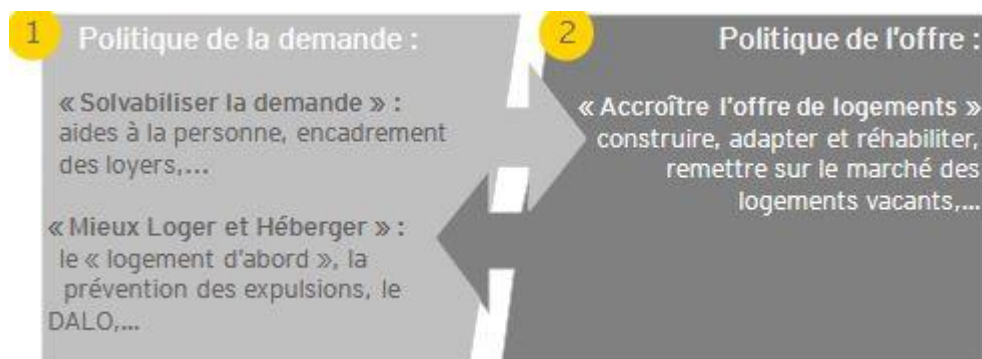 1
Politique de la demande :
« Solvabiliser la demande » :
aides à la personne, encadrement
des loyers,...
« Mieux Loger et Héberger » :
le « logement d'abord », la
prévention des expulsions, le
DALO,...
2
Politique de l'offre :
« Accroître l'offre de logements »
construire, adapter et réhabiliter,
remettre sur le marché des
logements vacants,...